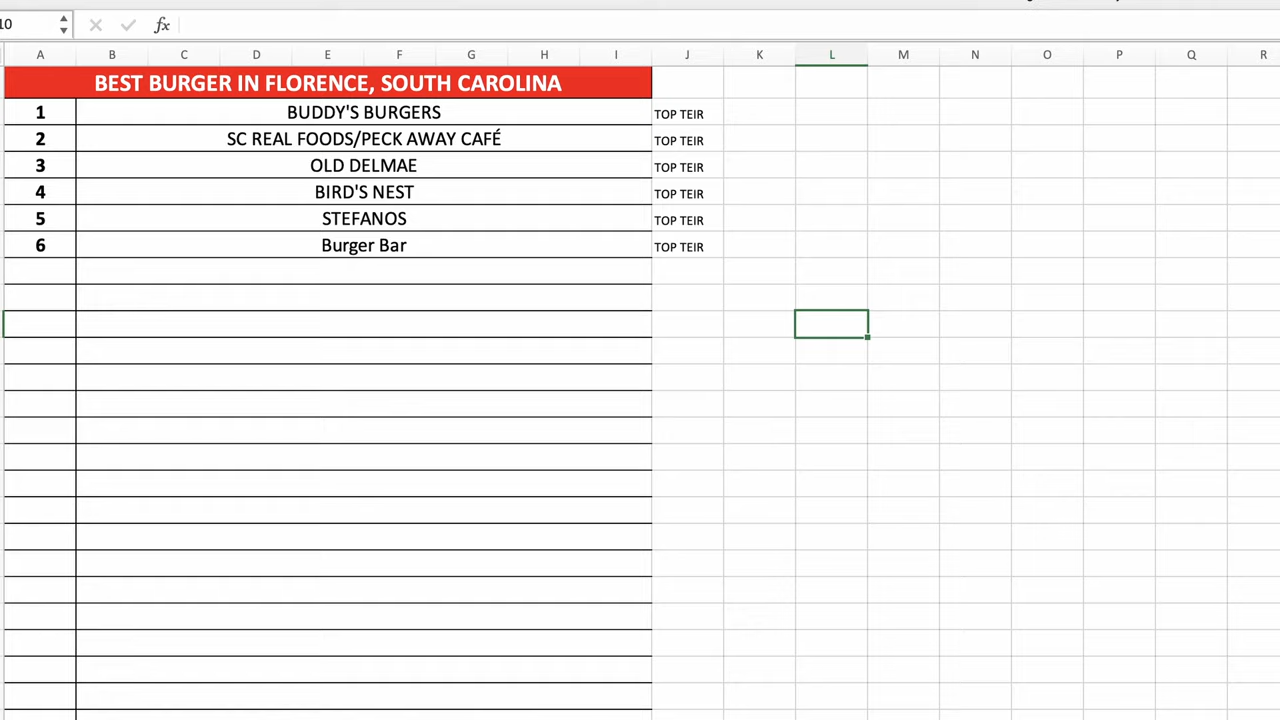 10 fx
A B C D E F G H I J K L M N O P Q R
BEST BURGER IN FLORENCE, SOUTH CAROLINA
1 BUDDY'S BURGERS TOP TEIR
2 SC REAL FOODS/PECK AWAY CAFÉ TOP TEIR
3 OLD DELMAE TOP TEIR
4 BIRD'S NEST TOP TEIR
5 STEFANOS TOP TEIR
6 Burger Bar TOP TEIR